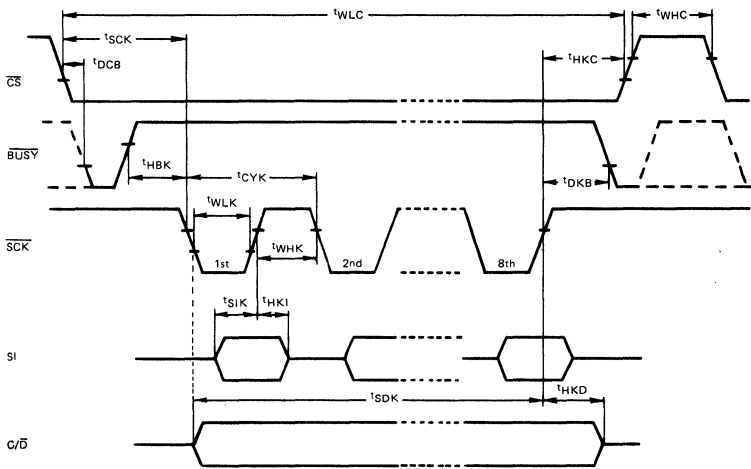 tWLC
tWHC
tSCK
tHKC
tDCB
CS
BUSY
tHBK
tCYK
tDKB
tWLK
SCK
tWHK
1st
2nd
8th
tSIK
tHKI
SI
tSDK
tHKD
C/D